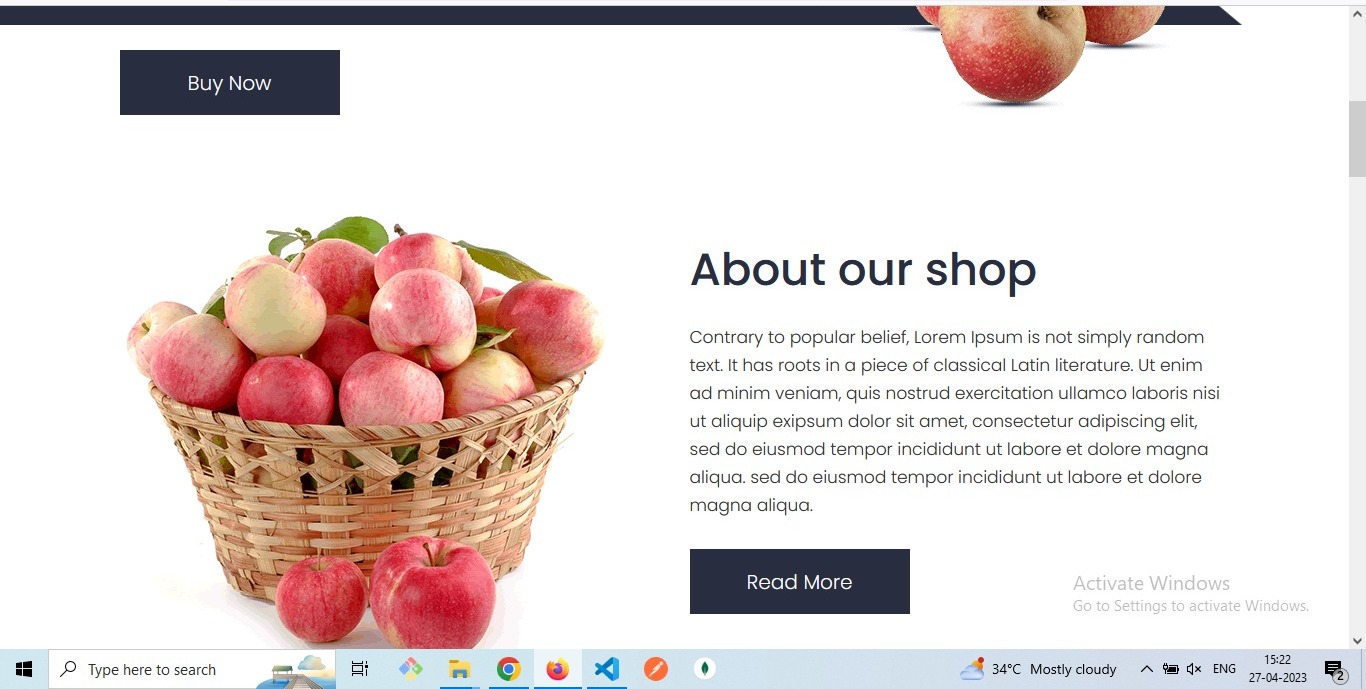 Buy Now
About our shop
Contrary to popular belief, Lorem Ipsum is not simply random
text. It has roots in a piece of classical Latin literature. Ut enim
ad minim veniam, quis nostrud exercitation ullamco laboris nisi
ut aliquip exipsum dolor sit amet, consectetur adipiscing elit,
sed do eiusmod tempor incididunt ut labore et dolore magna
aliqua. sed do eiusmod tempor incididunt ut labore et dolore
magna aliqua.
Read More
Activate Windows
Go to Settings to activate Windows.
Type here to search
34°C Mostly cloudy
ENG
15:22
27-04-2023
2